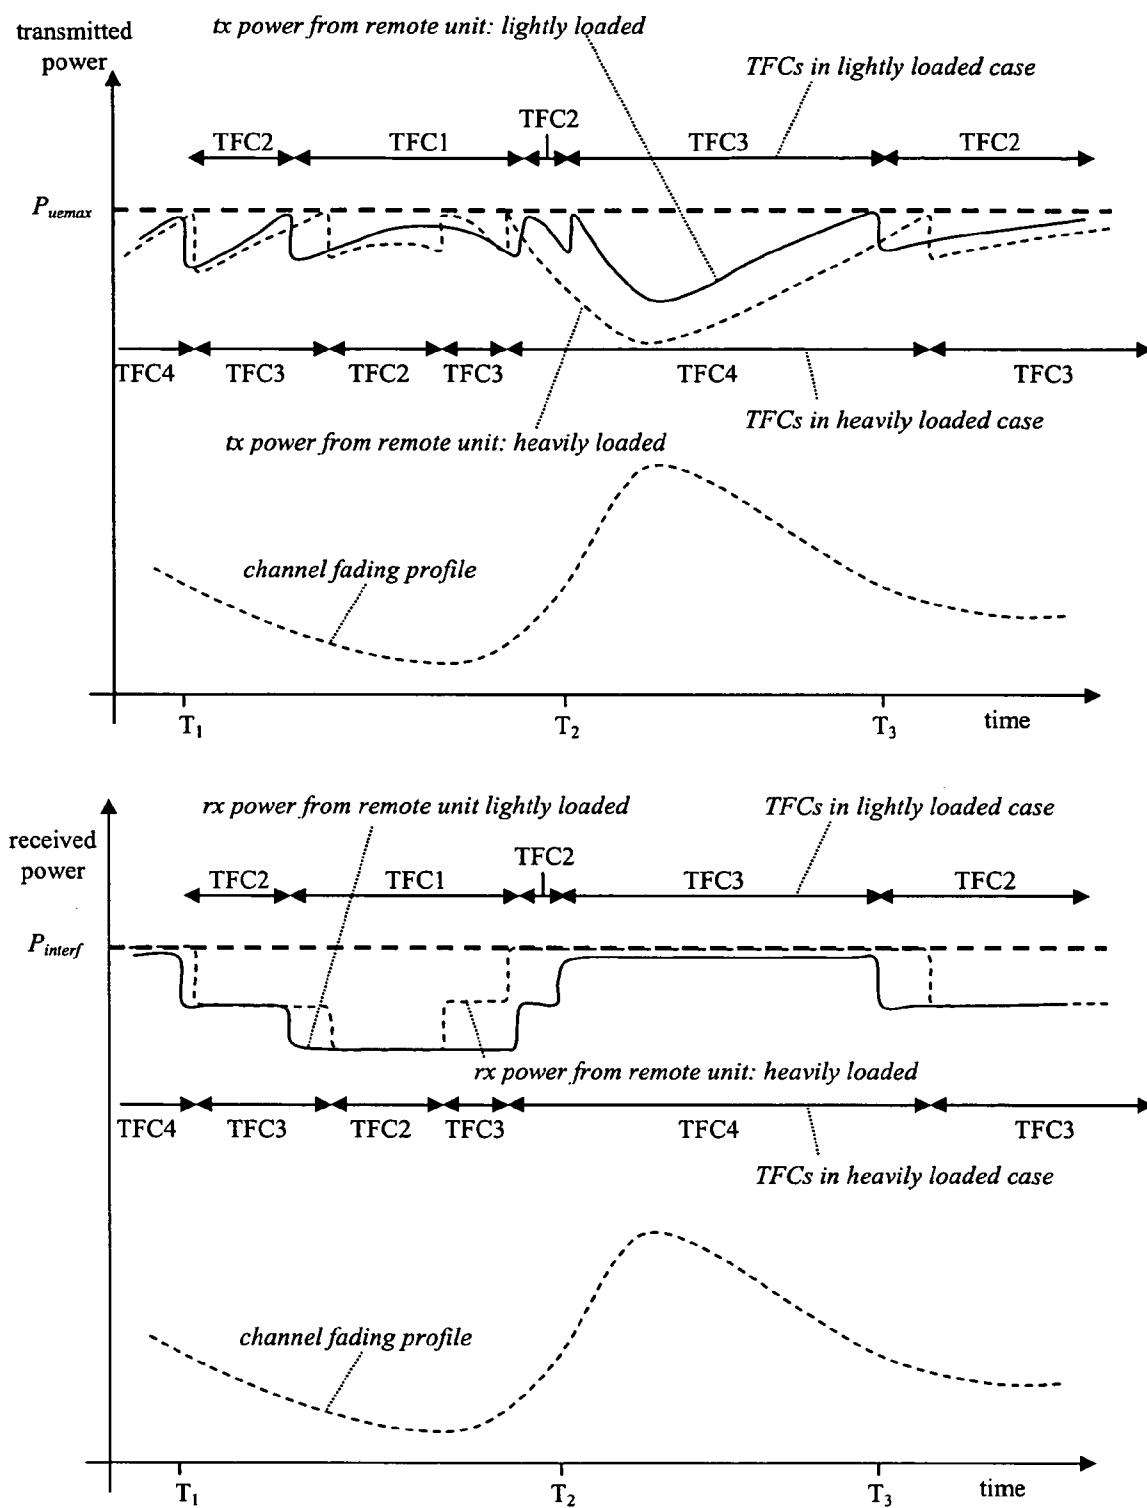 tx power from remote unit: lightly loaded
transmitted
power
TFCs in lightly loaded case
TFC2
TFC2
TFC1
TFC3
TFC2
Puemax
TFC4
TFC3
TFC2
TFC3
TFC4
TFC3
TFCs in heavily loaded case
tx power from remote unit: heavily loaded
channel fading profile
T1
T2
T3
time
rx power from remote unit lightly loaded
TFCs in lightly loaded case
received
power
TFC2
TFC2
TFC1
TFC3
TFC2
Pinterf
rx power from remote unit: heavily loaded
TFC4
TFC3
TFC2
TFC3
TFC4
TFC3
TFCs in heavily loaded case
channel fading profile
T1
T2
T3
time